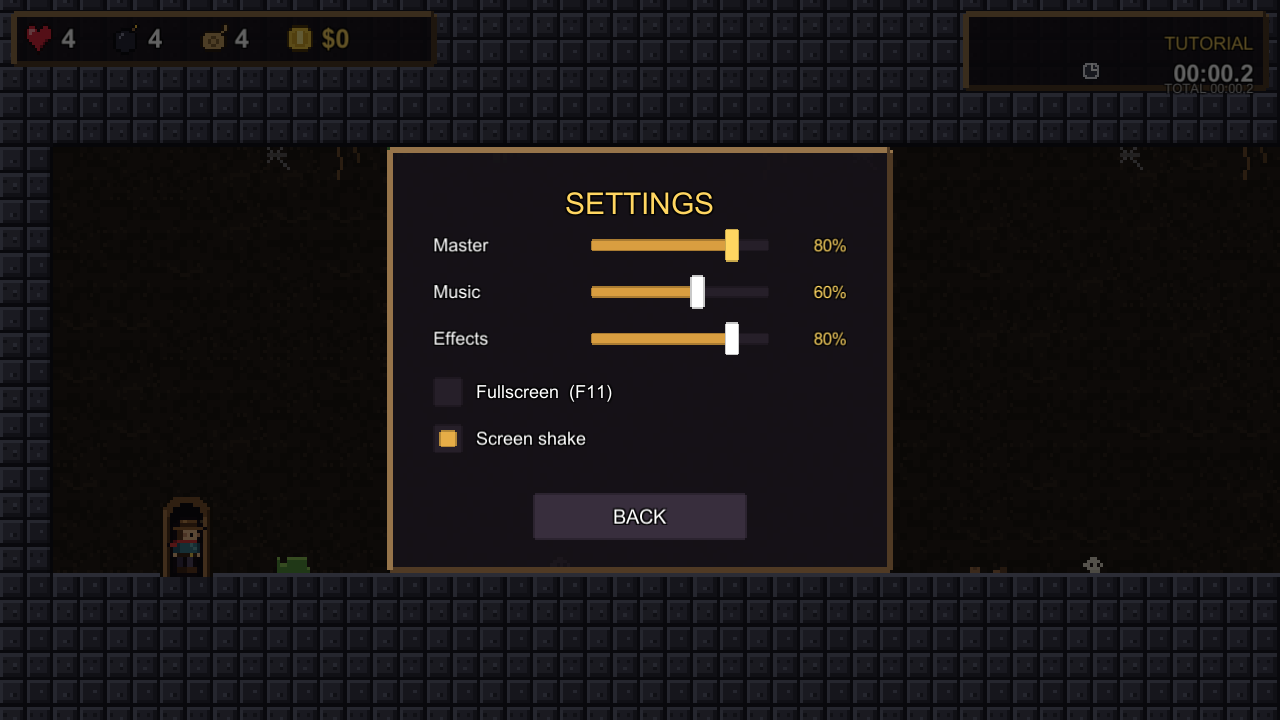 4 4 4 $0
TUTORIAL
00:00.2
TOTAL 00:00.2
SETTINGS
Master 80%
Music 60%
Effects 80%
Fullscreen (F11)
Screen shake
BACK